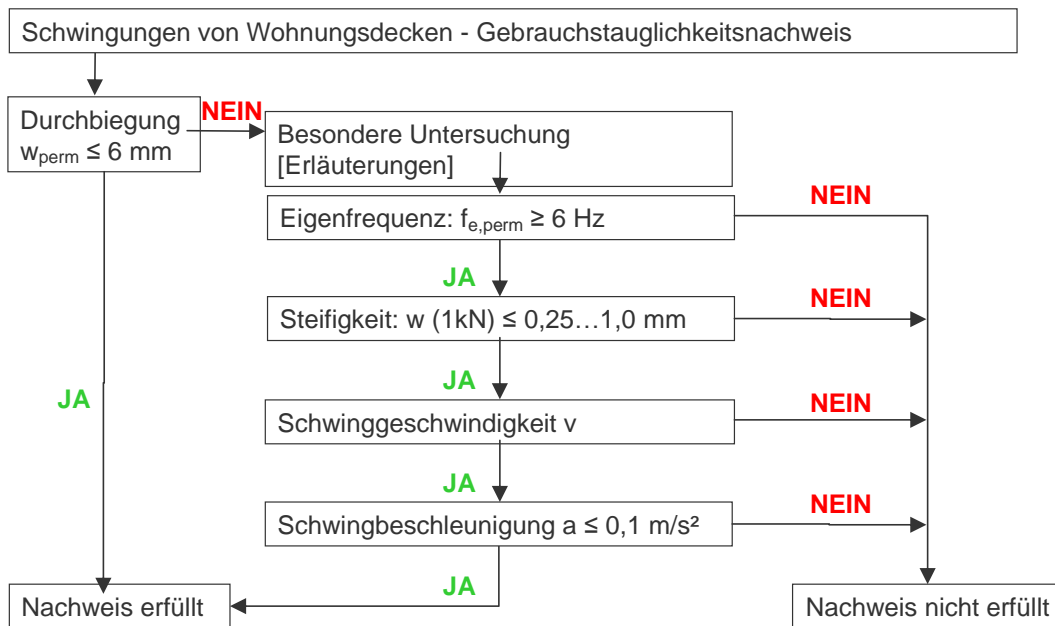 Schwingungen von Wohnungsdecken - Gebrauchstauglichkeitsnachweis
Durchbiegung
w_perm ≤ 6 mm
NEIN
Besondere Untersuchung
[Erläuterungen]
Eigenfrequenz: f_e,perm ≥ 6 Hz
NEIN
JA
Steifigkeit: w (1kN) ≤ 0,25…1,0 mm
NEIN
JA
JA
Schwinggeschwindigkeit v
NEIN
JA
Schwingbeschleunigung a ≤ 0,1 m/s²
NEIN
JA
Nachweis erfüllt
Nachweis nicht erfüllt